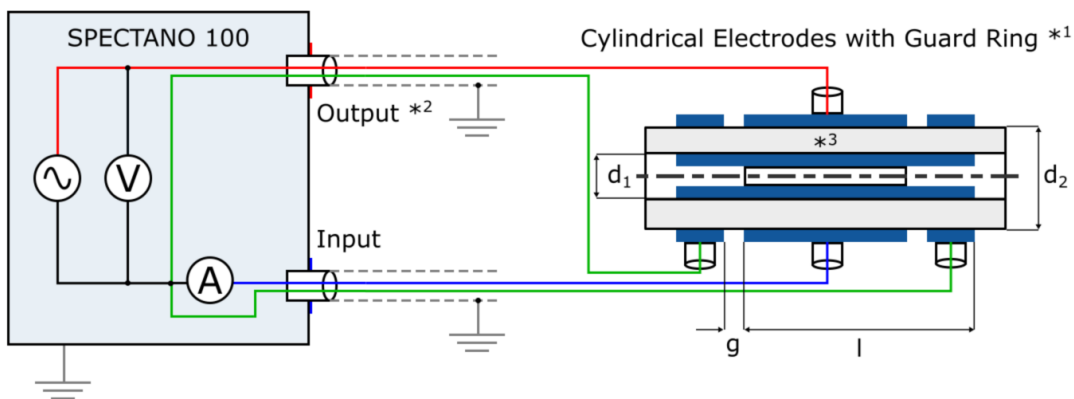 SPECTANO 100
Cylindrical Electrodes with Guard Ring *1
Output *2
*3
V
d1
d2
Input
A
g
l